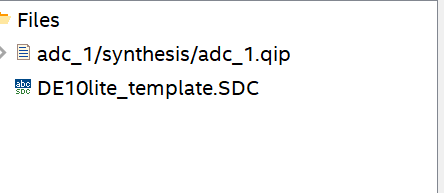 Files
adc_1/synthesis/adc_1.qip
abc
SDC
DE10lite_template.SDC